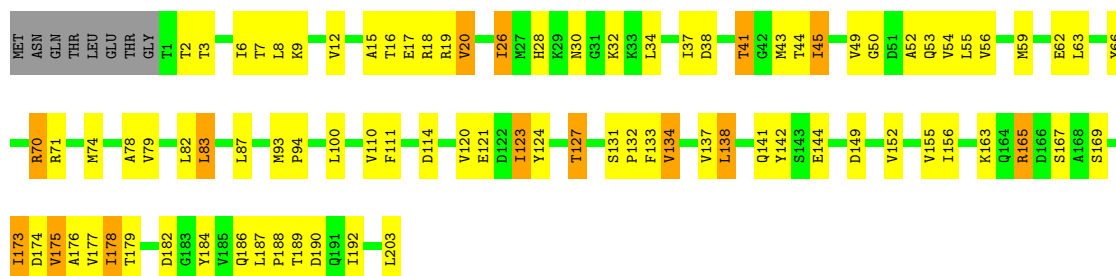 MET ASN GLN THR LEU GLU THR GLY T1 T2 T3 I6 T7 L8 K9 V12 A15 T16 E17 R18 R19 V20 I26 M27 H28 K29 N30 G31 K32 K33 L34 I37 D38 T41 G42 M43 T44 I45 V49 G50 D51 A52 Q53 V54 L55 V56 M59 E62 L63 Y66
R70 R71 M74 A78 V79 L82 L83 L87 M93 P94 L100 V110 F111 D114 V120 E121 D122 I123 Y124 T127 S131 P132 F133 V134 V137 L138 Q141 Y142 S143 E144 D149 V152 V155 I156 K163 Q164 R165 D166 S167 A168 S169
I173 D174 V175 A176 V177 I178 T179 D182 G183 Y184 V185 Q186 L187 P188 T189 D190 Q191 I192 L203